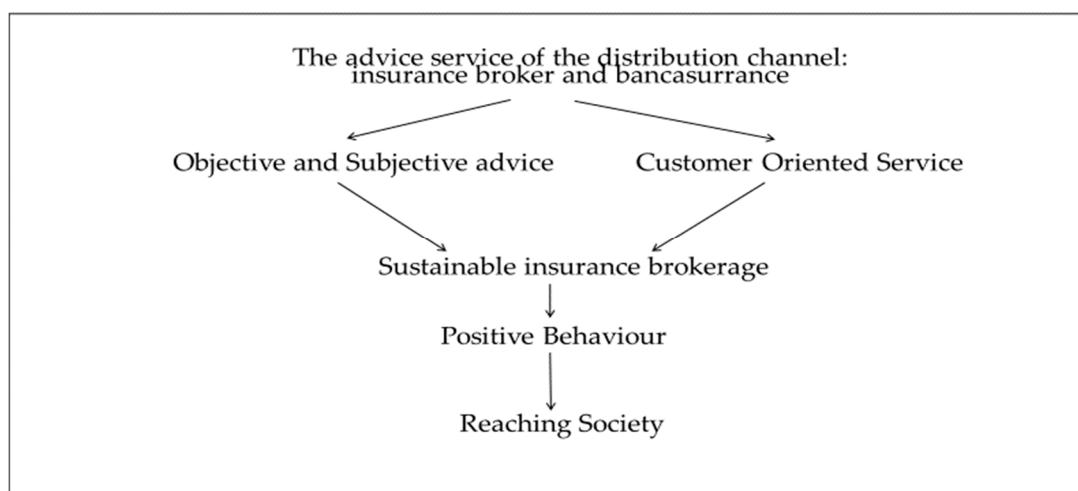 The advice service of the distribution channel:
insurance broker and bancasurrance
Objective and Subjective advice
Customer Oriented Service
Sustainable insurance brokerage
Positive Behaviour
Reaching Society